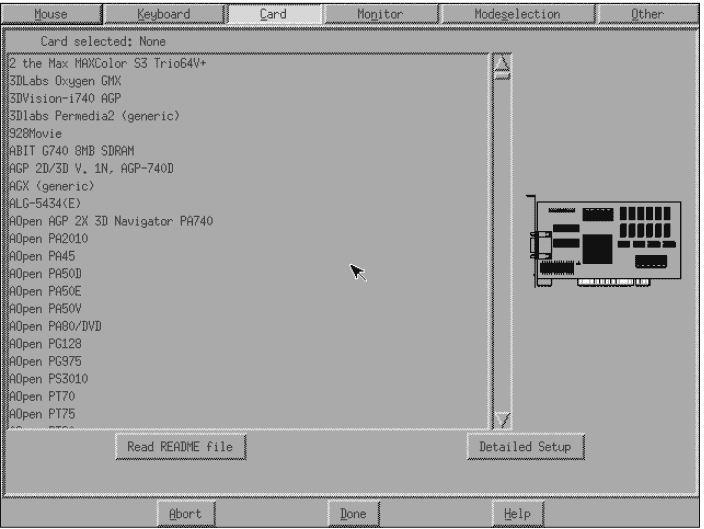 Mouse Keyboard Card Monitor Modeselection Other
Card selected: None
2 the Max MAXColor S3 Trio64V+
3DLabs Oxygen GMX
3DVision-i740 AGP
3Dlabs Permedia2 (generic)
928Movie
ABIT G740 8MB SDRAM
AGP 2D/3D V. 1N, AGP-740D
AGX (generic)
ALG-5434(E)
AOpen AGP 2X 3D Navigator PA740
AOpen PA2010
AOpen PA45
AOpen PA50D
AOpen PA50E
AOpen PA50V
AOpen PA80/DVD
AOpen PG128
AOpen PG975
AOpen PS3010
AOpen PT70
AOpen PT75
Read README file Detailed Setup
Abort Done Help